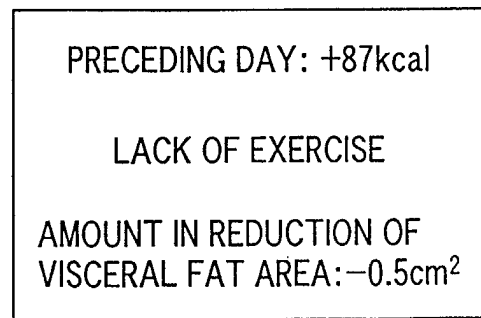 PRECEDING DAY: +87kcal
LACK OF EXERCISE
AMOUNT IN REDUCTION OF
VISCERAL FAT AREA:−0.5cm²